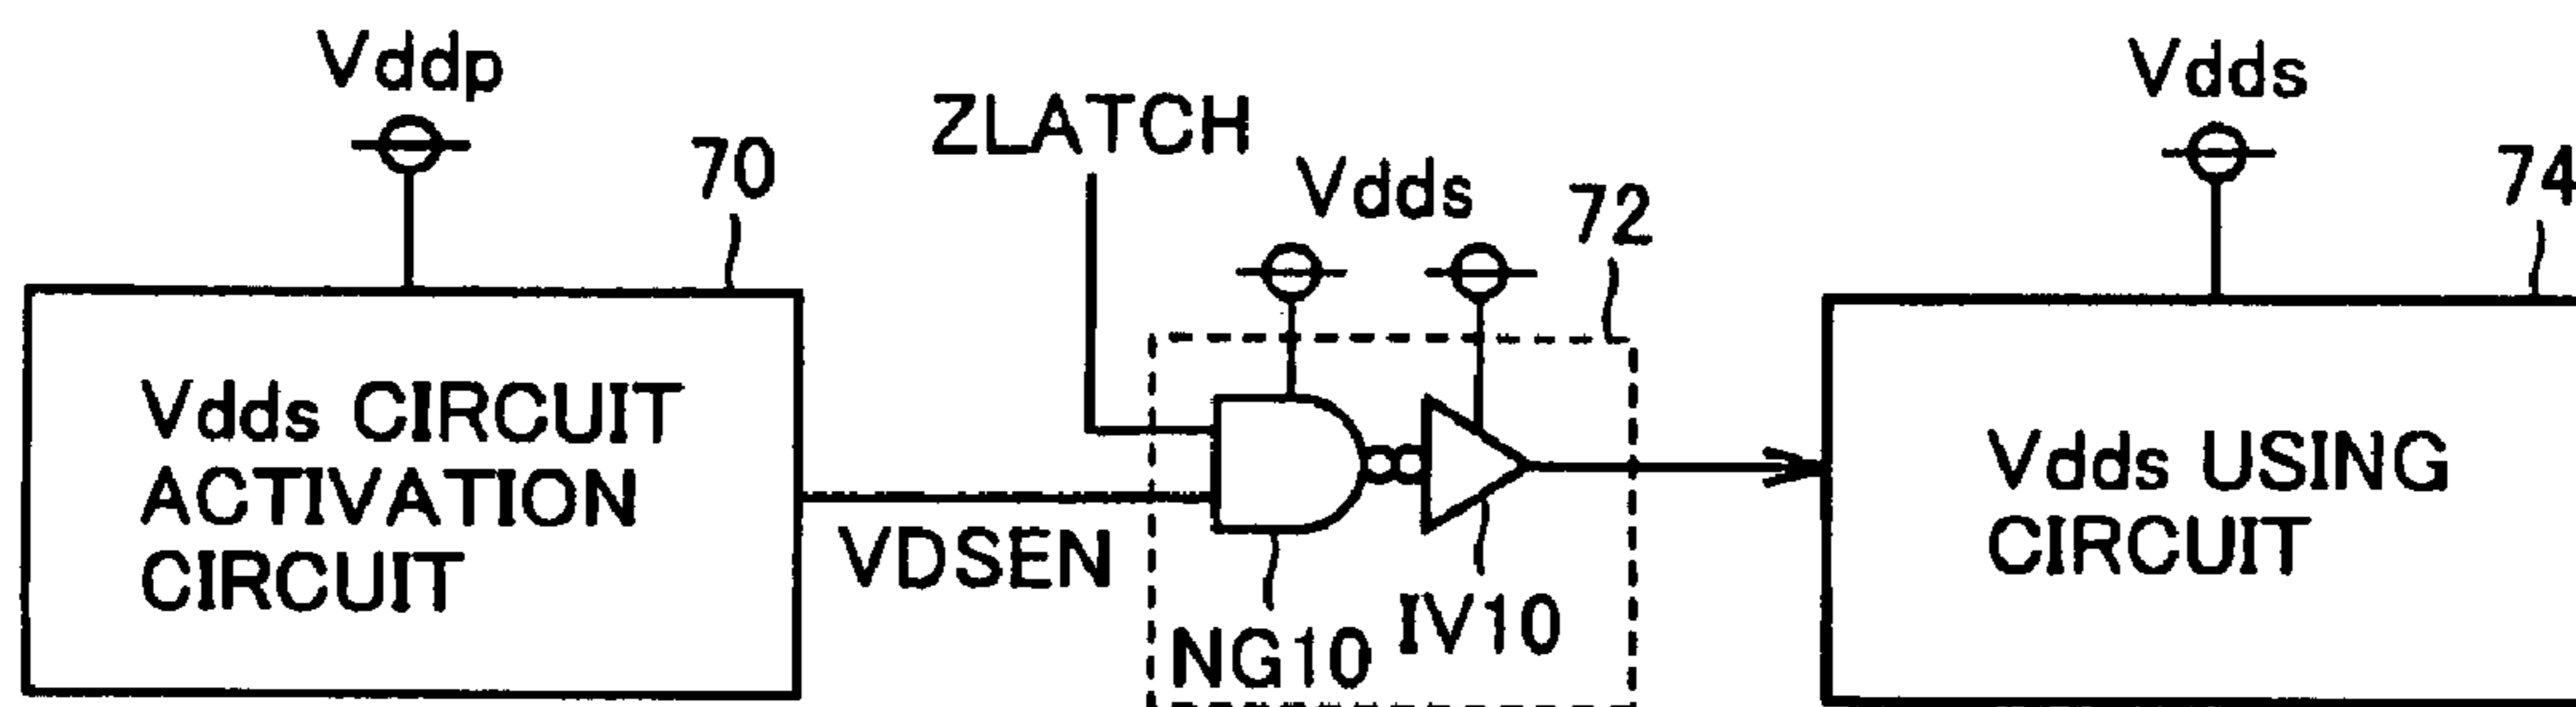 Vddp
70
ZLATCH
Vdds
72
Vdds
74
Vdds CIRCUIT
ACTIVATION
CIRCUIT
VDSEN
NG10
IV10
Vdds USING
CIRCUIT